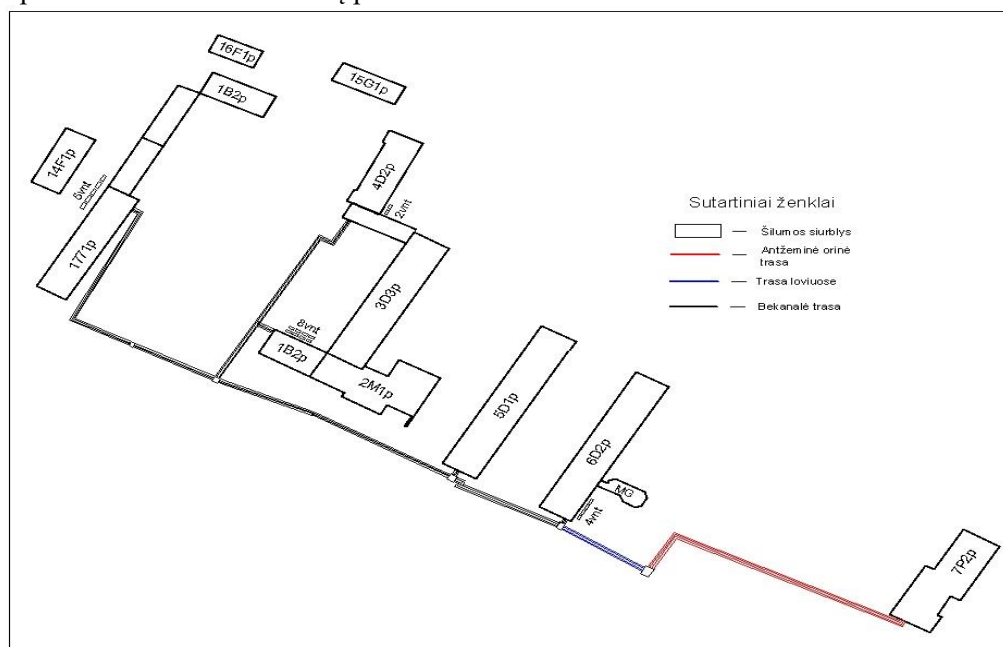 16F1p
1B2p
15G1p
14F1p
5vnt
4D2p
2vnt
1771p
3D3p
8vnt
1B2p
2M1p
5D1p
6D2p
MG
4vnt
7P2p
Sutartiniai ženklai
— Šilumos siurblys
— Antžeminė orinė
trasa
— Trasa loviuose
— Bekanalė trasa